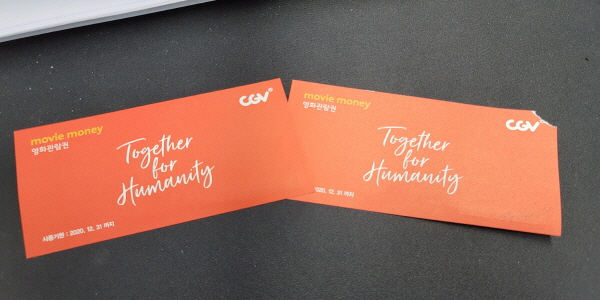 movie money
영화관람권
CGV
Together
for
Humanity
사용기한 : 2020. 12. 31 까지
movie money
영화관람권
CGV
Together
for
Humanity
020. 12. 31 까지